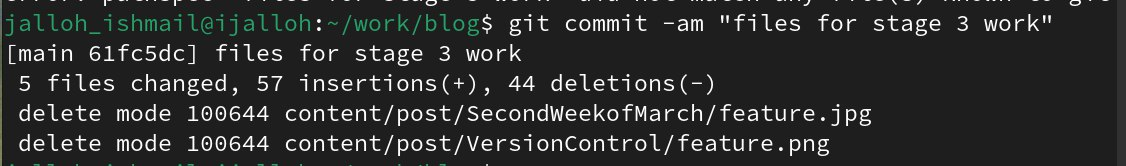 jalloh_ishmail@ijalloh:~/work/blog$ git commit -am "files for stage 3 work"
[main 61fc5dc] files for stage 3 work
 5 files changed, 57 insertions(+), 44 deletions(-)
 delete mode 100644 content/post/SecondWeekofMarch/feature.jpg
 delete mode 100644 content/post/VersionControl/feature.png